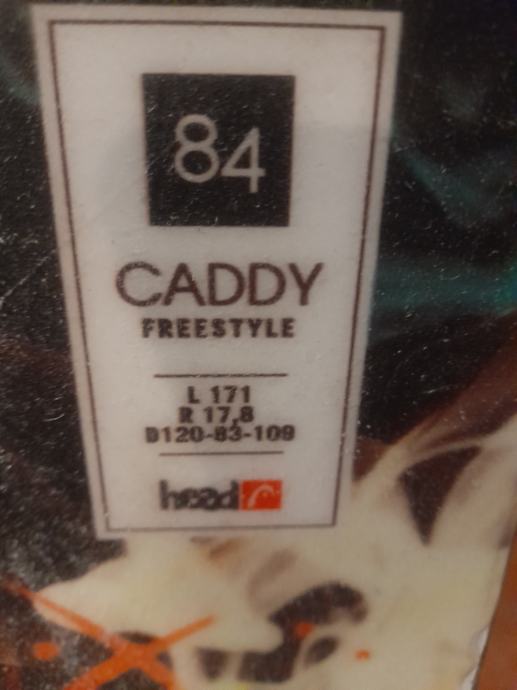 84
CADDY
FREESTYLE
L 171
R 17,8
D120-83-109
head